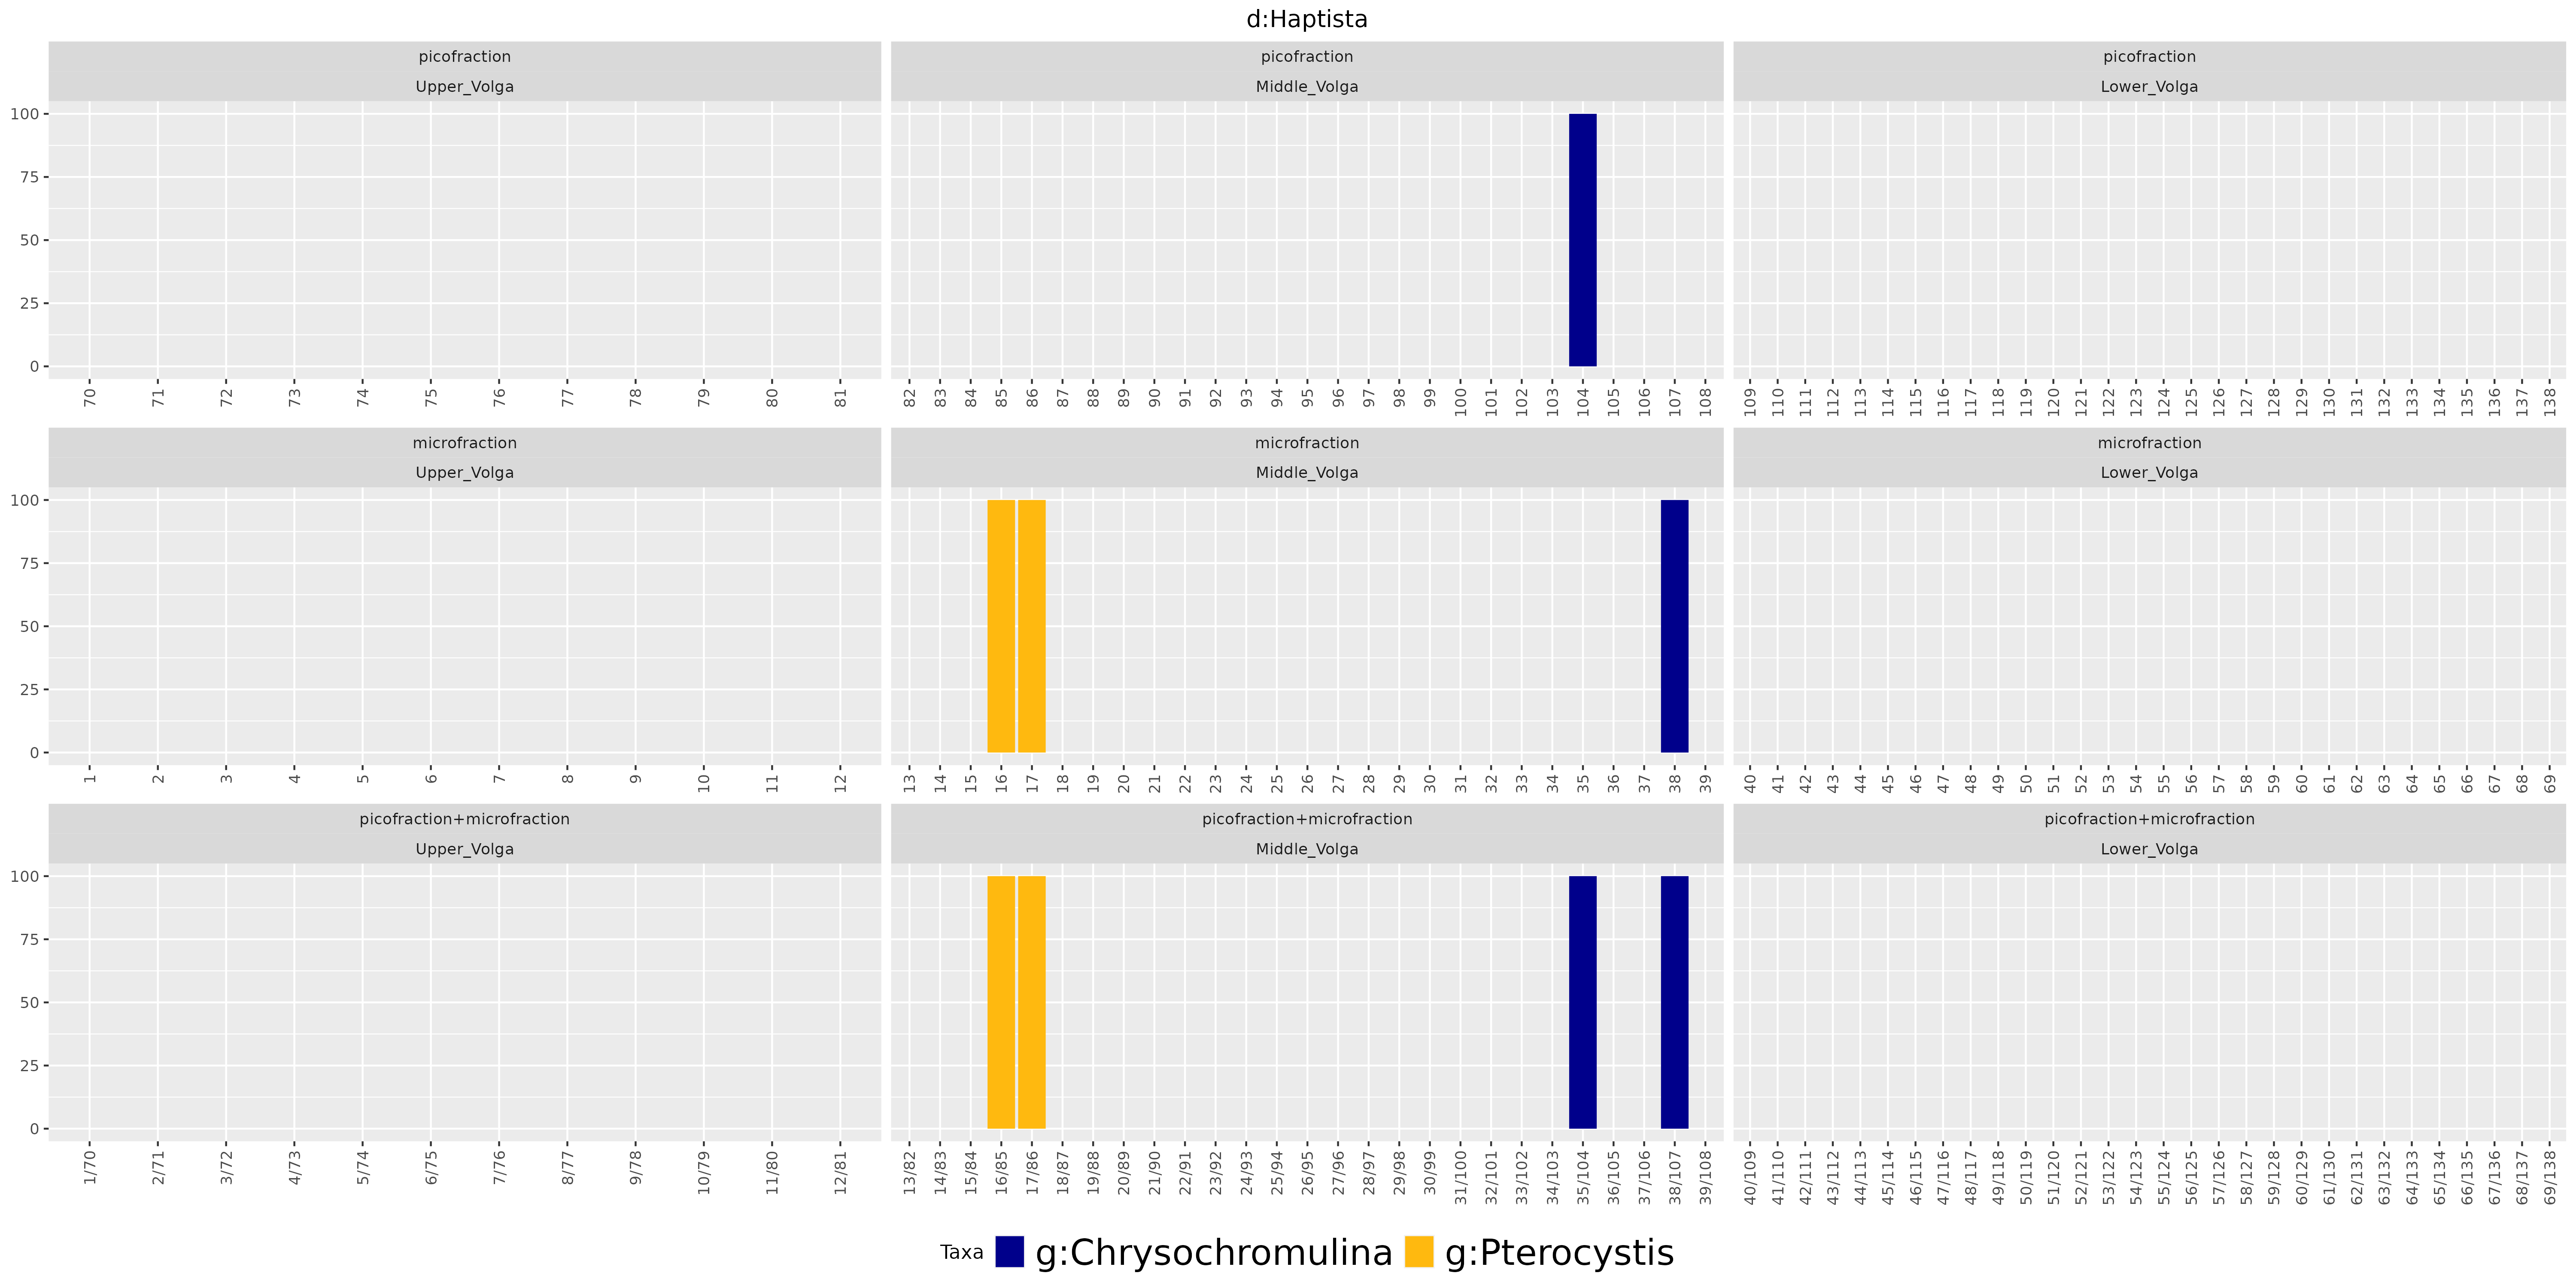 d:Haptista
picofraction picofraction picofraction
Upper_Volga Middle_Volga Lower_Volga
100
75
50
25
0
70 71 72 73 74 75 76 77 78 79 80 81 82 83 84 85 86 87 88 89 90 91 92 93 94 95 96 97 98 99 100 101 102 103 104 105 106 107 108 109 110 111 112 113 114 115 116 117 118 119 120 121 122 123 124 125 126 127 128 129 130 131 132 133 134 135 136 137 138
microfraction microfraction microfraction
Upper_Volga Middle_Volga Lower_Volga
100
75
50
25
0
1 2 3 4 5 6 7 8 9 10 11 12 13 14 15 16 17 18 19 20 21 22 23 24 25 26 27 28 29 30 31 32 33 34 35 36 37 38 39 40 41 42 43 44 45 46 47 48 49 50 51 52 53 54 55 56 57 58 59 60 61 62 63 64 65 66 67 68 69
picofraction+microfraction picofraction+microfraction picofraction+microfraction
Upper_Volga Middle_Volga Lower_Volga
100
75
50
25
0
1/70 2/71 3/72 4/73 5/74 6/75 7/76 8/77 9/78 10/79 11/80 12/81 13/82 14/83 15/84 16/85 17/86 18/87 19/88 20/89 21/90 22/91 23/92 24/93 25/94 26/95 27/96 28/97 29/98 30/99 31/100 32/101 33/102 34/103 35/104 36/105 37/106 38/107 39/108 40/109 41/110 42/111 43/112 44/113 45/114 46/115 47/116 48/117 49/118 50/119 51/120 52/121 53/122 54/123 55/124 56/125 57/126 58/127 59/128 60/129 61/130 62/131 63/132 64/133 65/134 66/135 67/136 68/137 69/138
Taxa g:Chrysochromulina g:Pterocystis